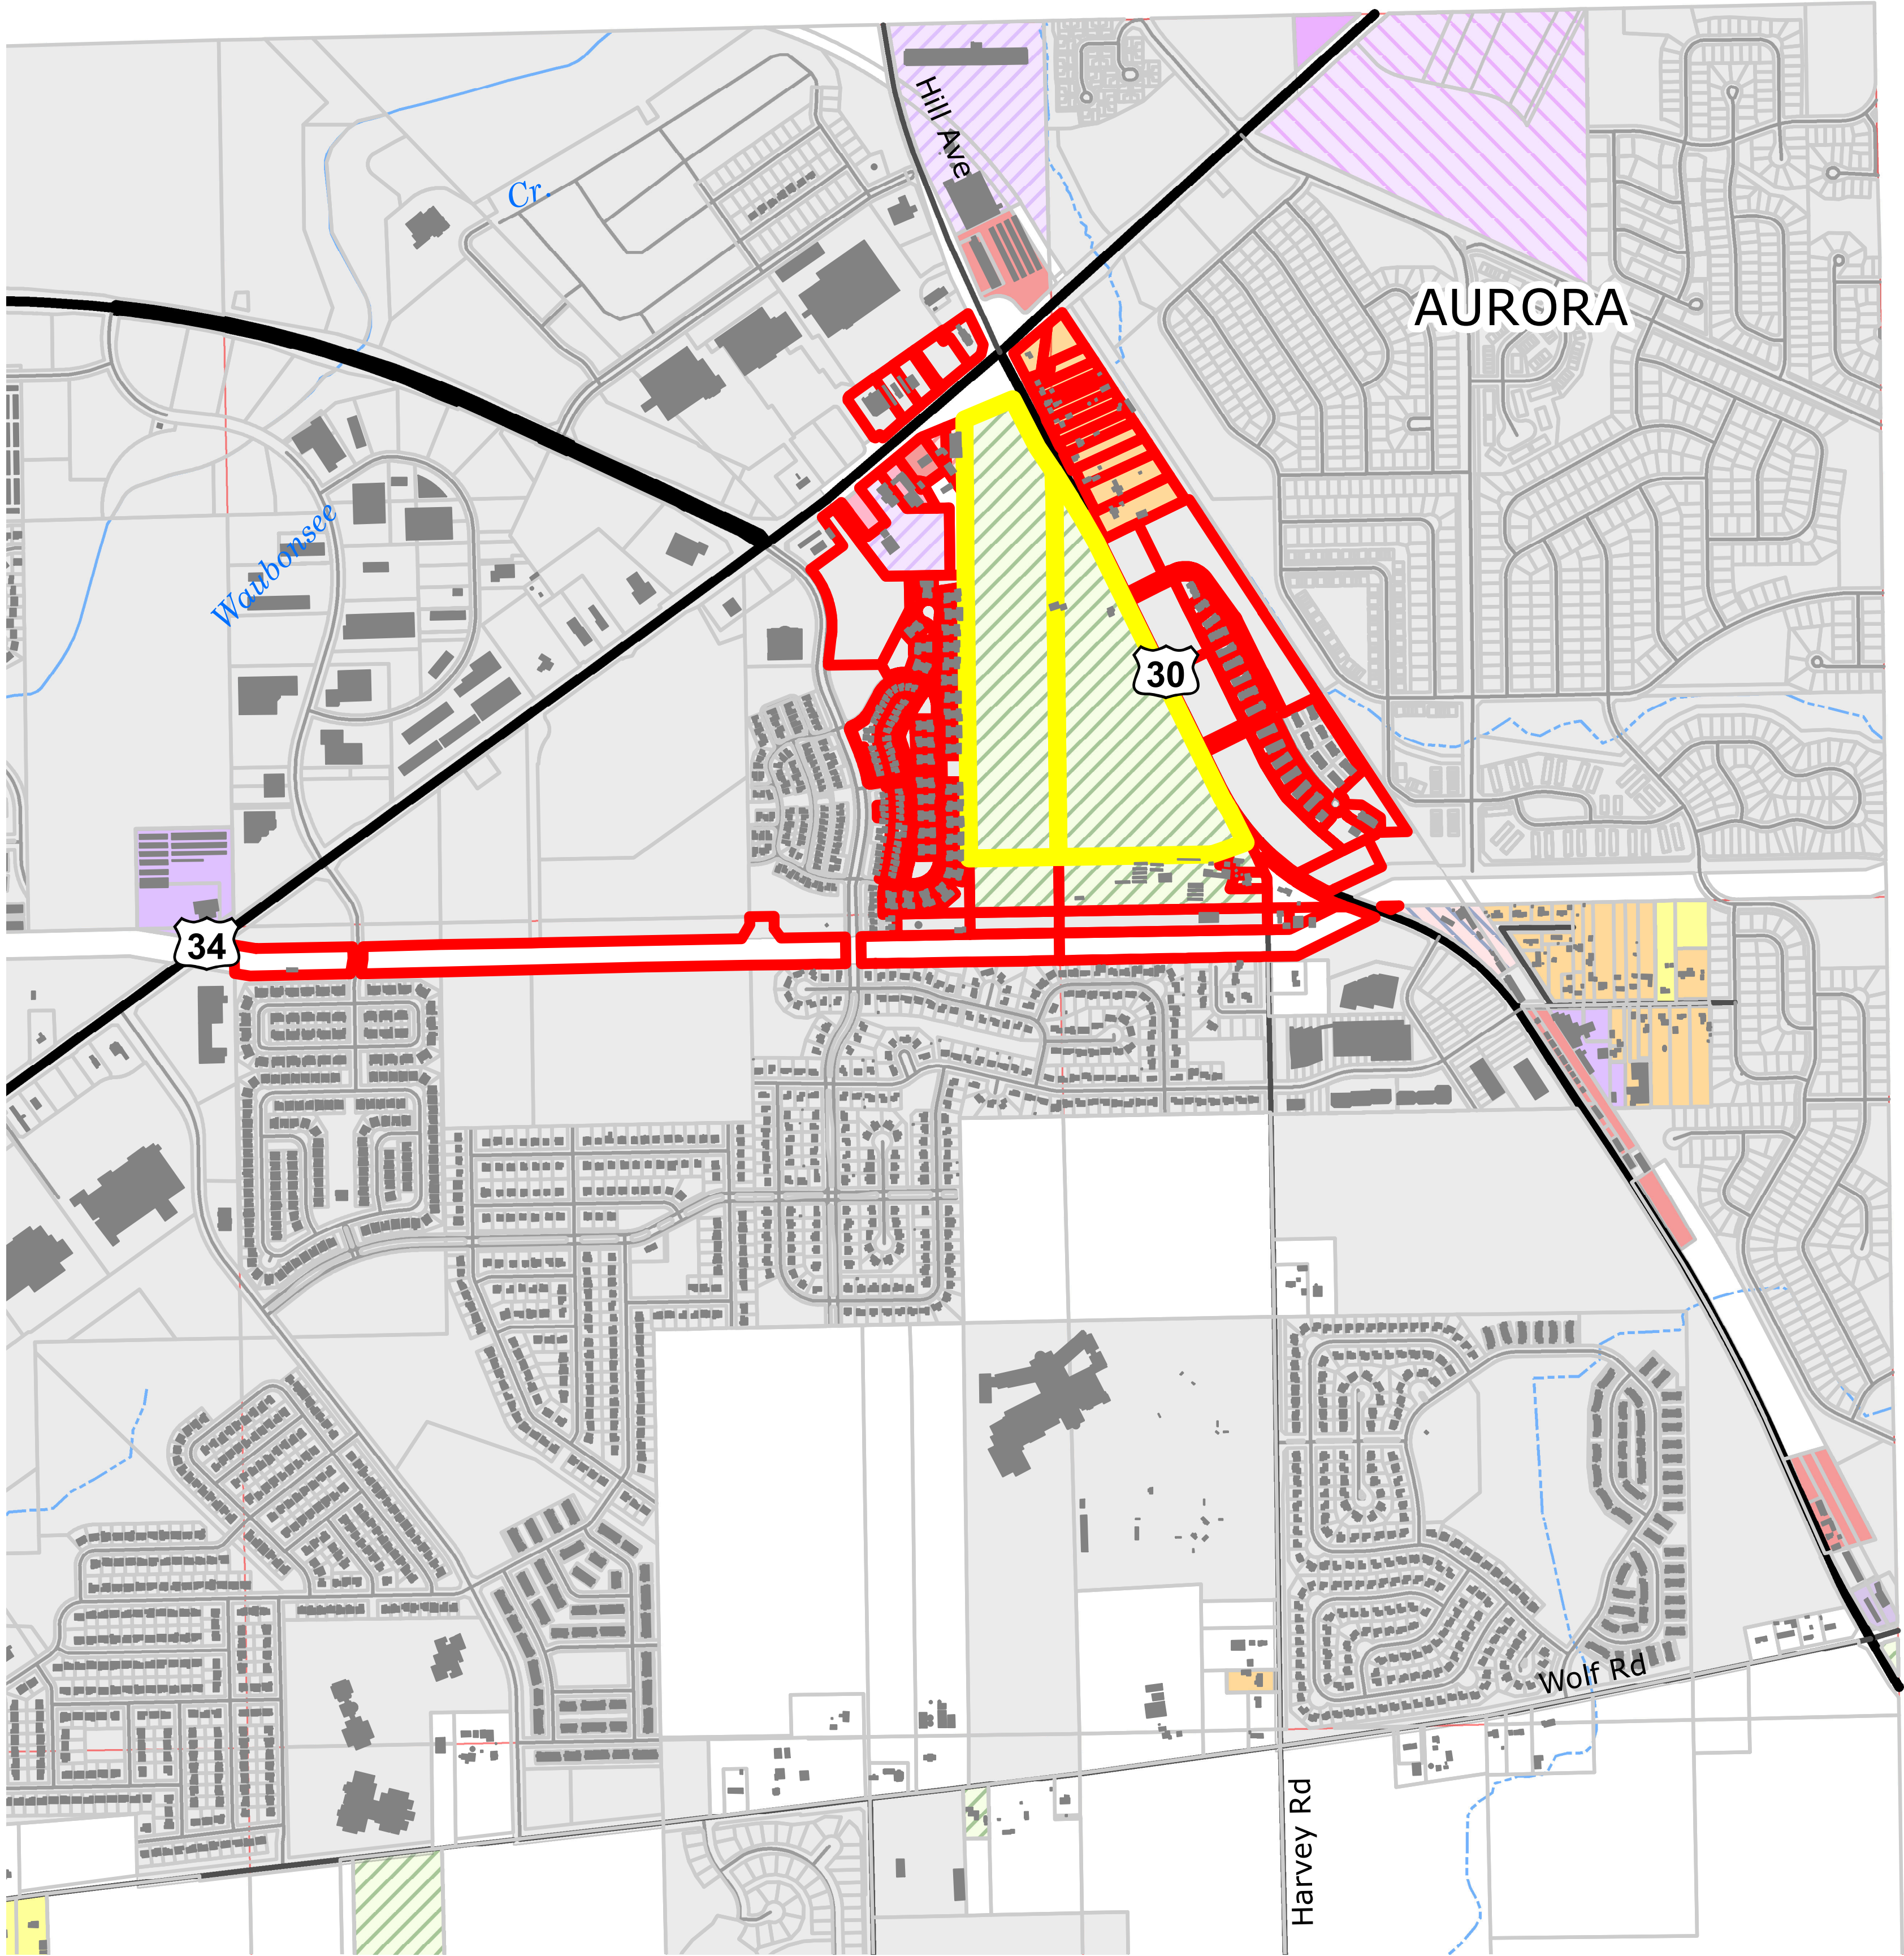 Hill Ave
Cr.
AURORA
Waubonsee
30
34
Wolf Rd
Harvey Rd